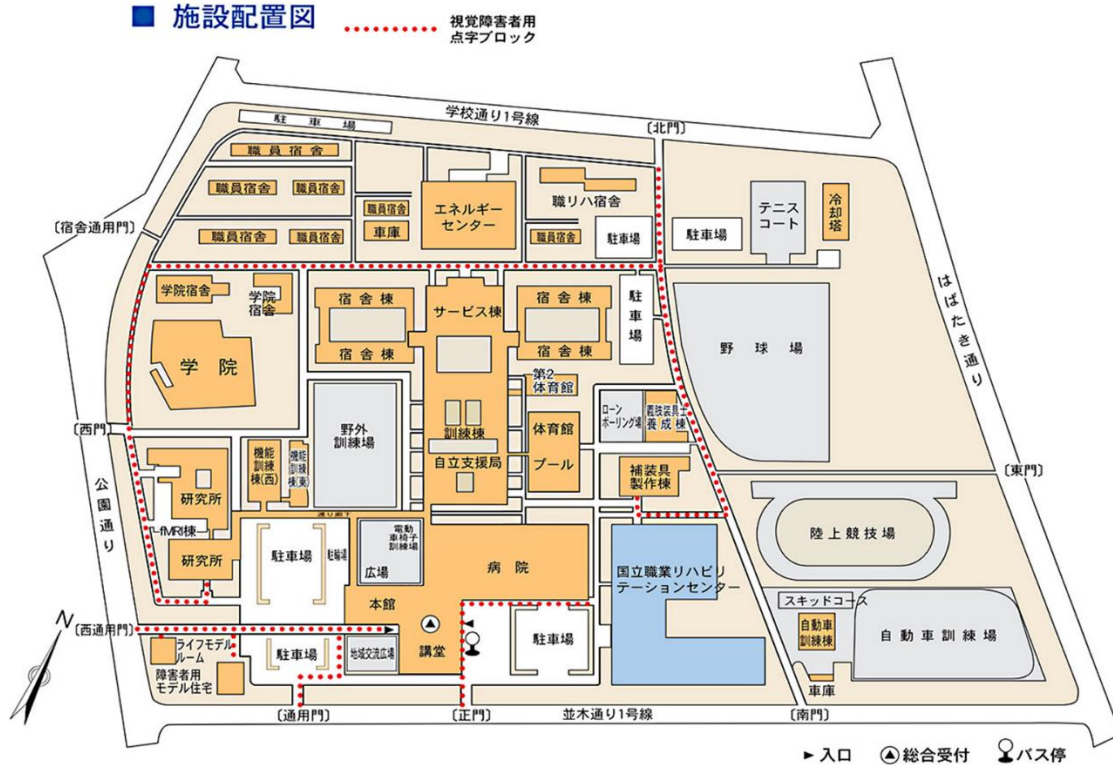 ■ 施設配置図
視覚障害者用
点字ブロック
学校通り1号線
〔北門〕
駐車場
職員宿舎
職員宿舎
職員宿舎
職員宿舎
職員宿舎
職員宿舎
車庫
エネルギー
センター
職リハ宿舎
職員宿舎
駐車場
駐車場
テニス
コート
冷却塔
〔宿舎通用門〕
はばたき通り
学院宿舎
学院
宿舎
宿舎棟
宿舎棟
サービス棟
宿舎棟
宿舎棟
駐車場
野球場
学院
第2
体育館
〔西門〕
野外
訓練場
訓練棟
自立支援局
体育館
プール
ローン
ボーリング場
義肢装具士
養成棟
機能
訓練
棟(西)
機能
訓練
棟(東)
補装具
製作棟
〔東門〕
公園通り
研究所
fMRI棟
研究所
渡り廊下
駐車場
駐輪場
電動
車椅子
訓練場
広場
病院
国立職業リハビリ
テーションセンター
陸上競技場
本館
スキッドコース
自動車
訓練棟
自動車訓練場
N
〔西通用門〕
ライフモデル
ルーム
障害者用
モデル住宅
駐車場
地域交流広場
講堂
駐車場
車庫
〔通用門〕
〔正門〕
並木通り1号線
〔南門〕
入口
総合受付
バス停